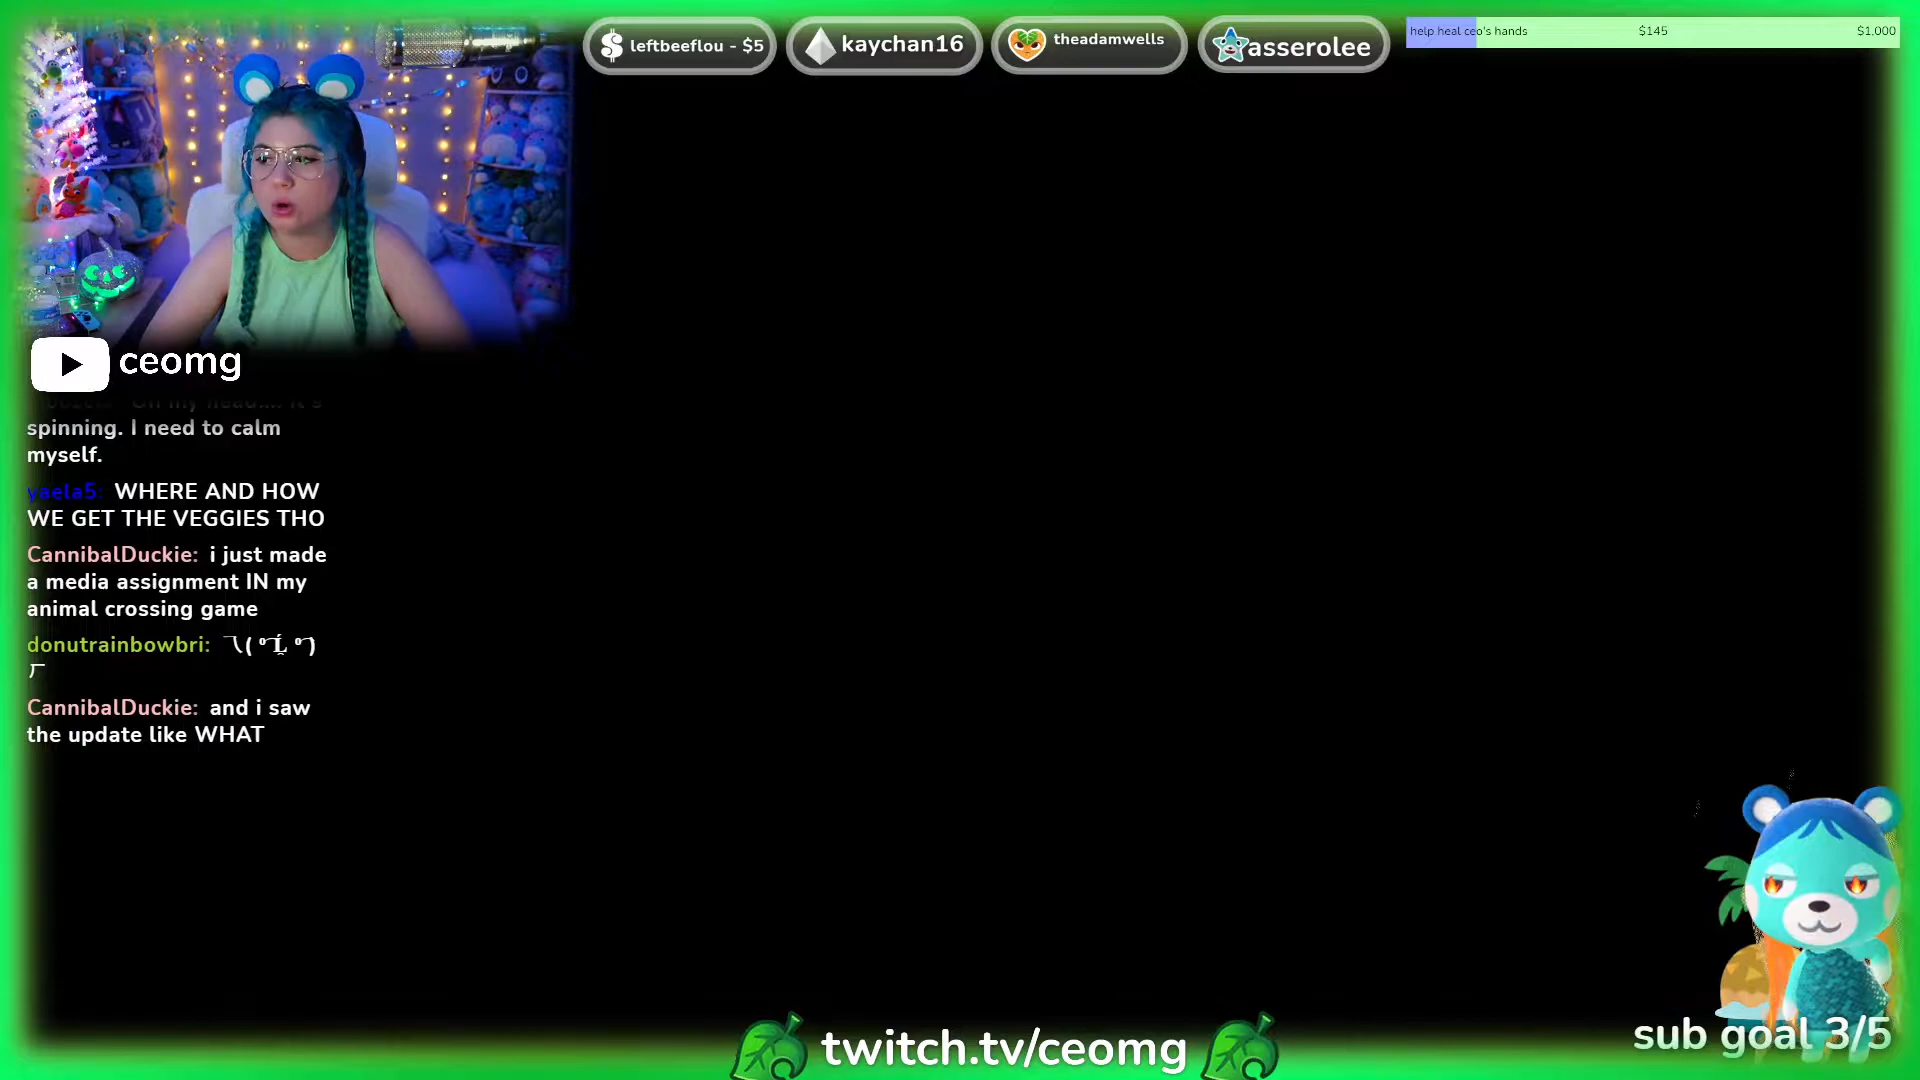 leftbeeflou - $5
kaychan16
theadamwells
asserolee
help heal ceo's hands $145 $1,000
ceomg
spinning. I need to calm
myself.
yaela5: WHERE AND HOW
WE GET THE VEGGIES THO
CannibalDuckie: i just made
a media assignment IN my
animal crossing game
donutrainbowbri:
CannibalDuckie: and i saw
the update like WHAT
twitch.tv/ceomg
sub goal 3/5